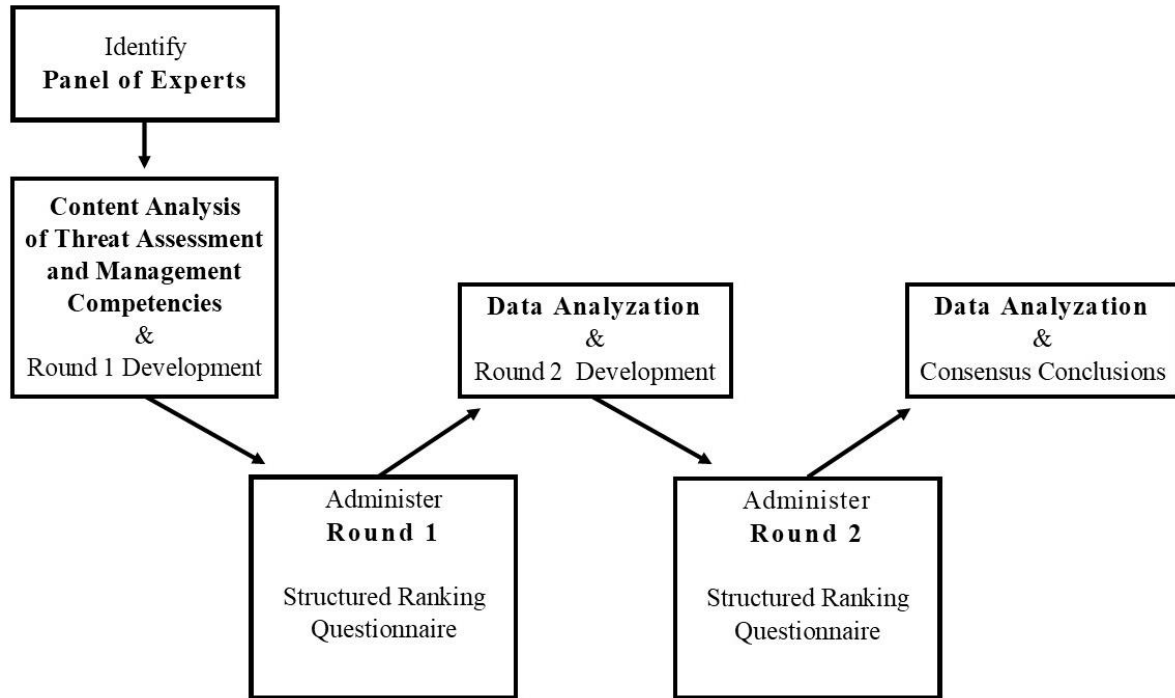 Identify
Panel of Experts
Content Analysis
of Threat Assessment
and Management
Competencies
&
Round 1 Development
Administer
Round 1
Structured Ranking
Questionnaire
Data Analyzation
&
Round 2 Development
Administer
Round 2
Structured Ranking
Questionnaire
Data Analyzation
&
Consensus Conclusions